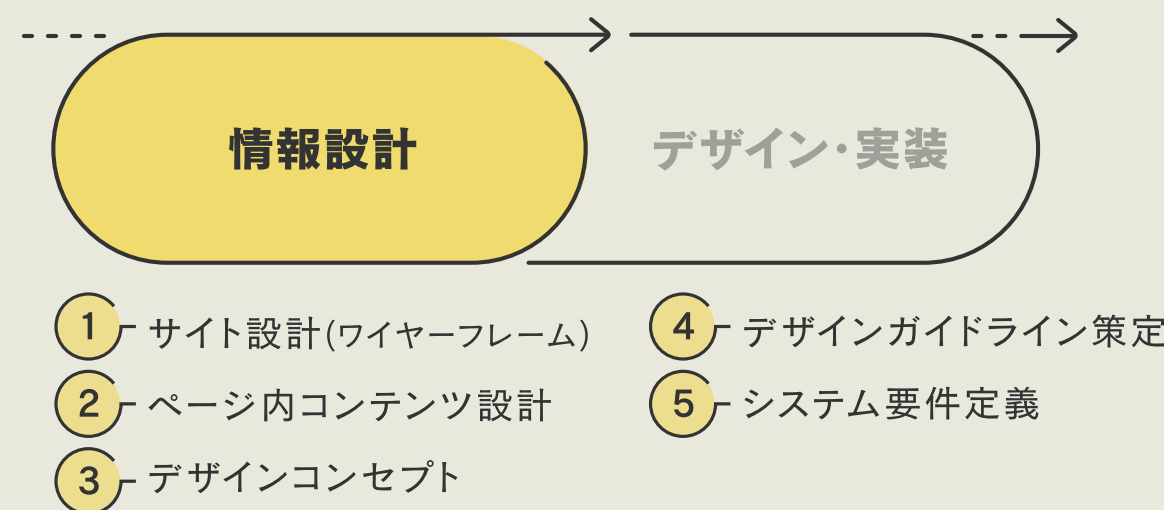 情報設計
デザイン・実装
1 サイト設計(ワイヤーフレーム)
2 ページ内コンテンツ設計
3 デザインコンセプト
4 デザインガイドライン策定
5 システム要件定義